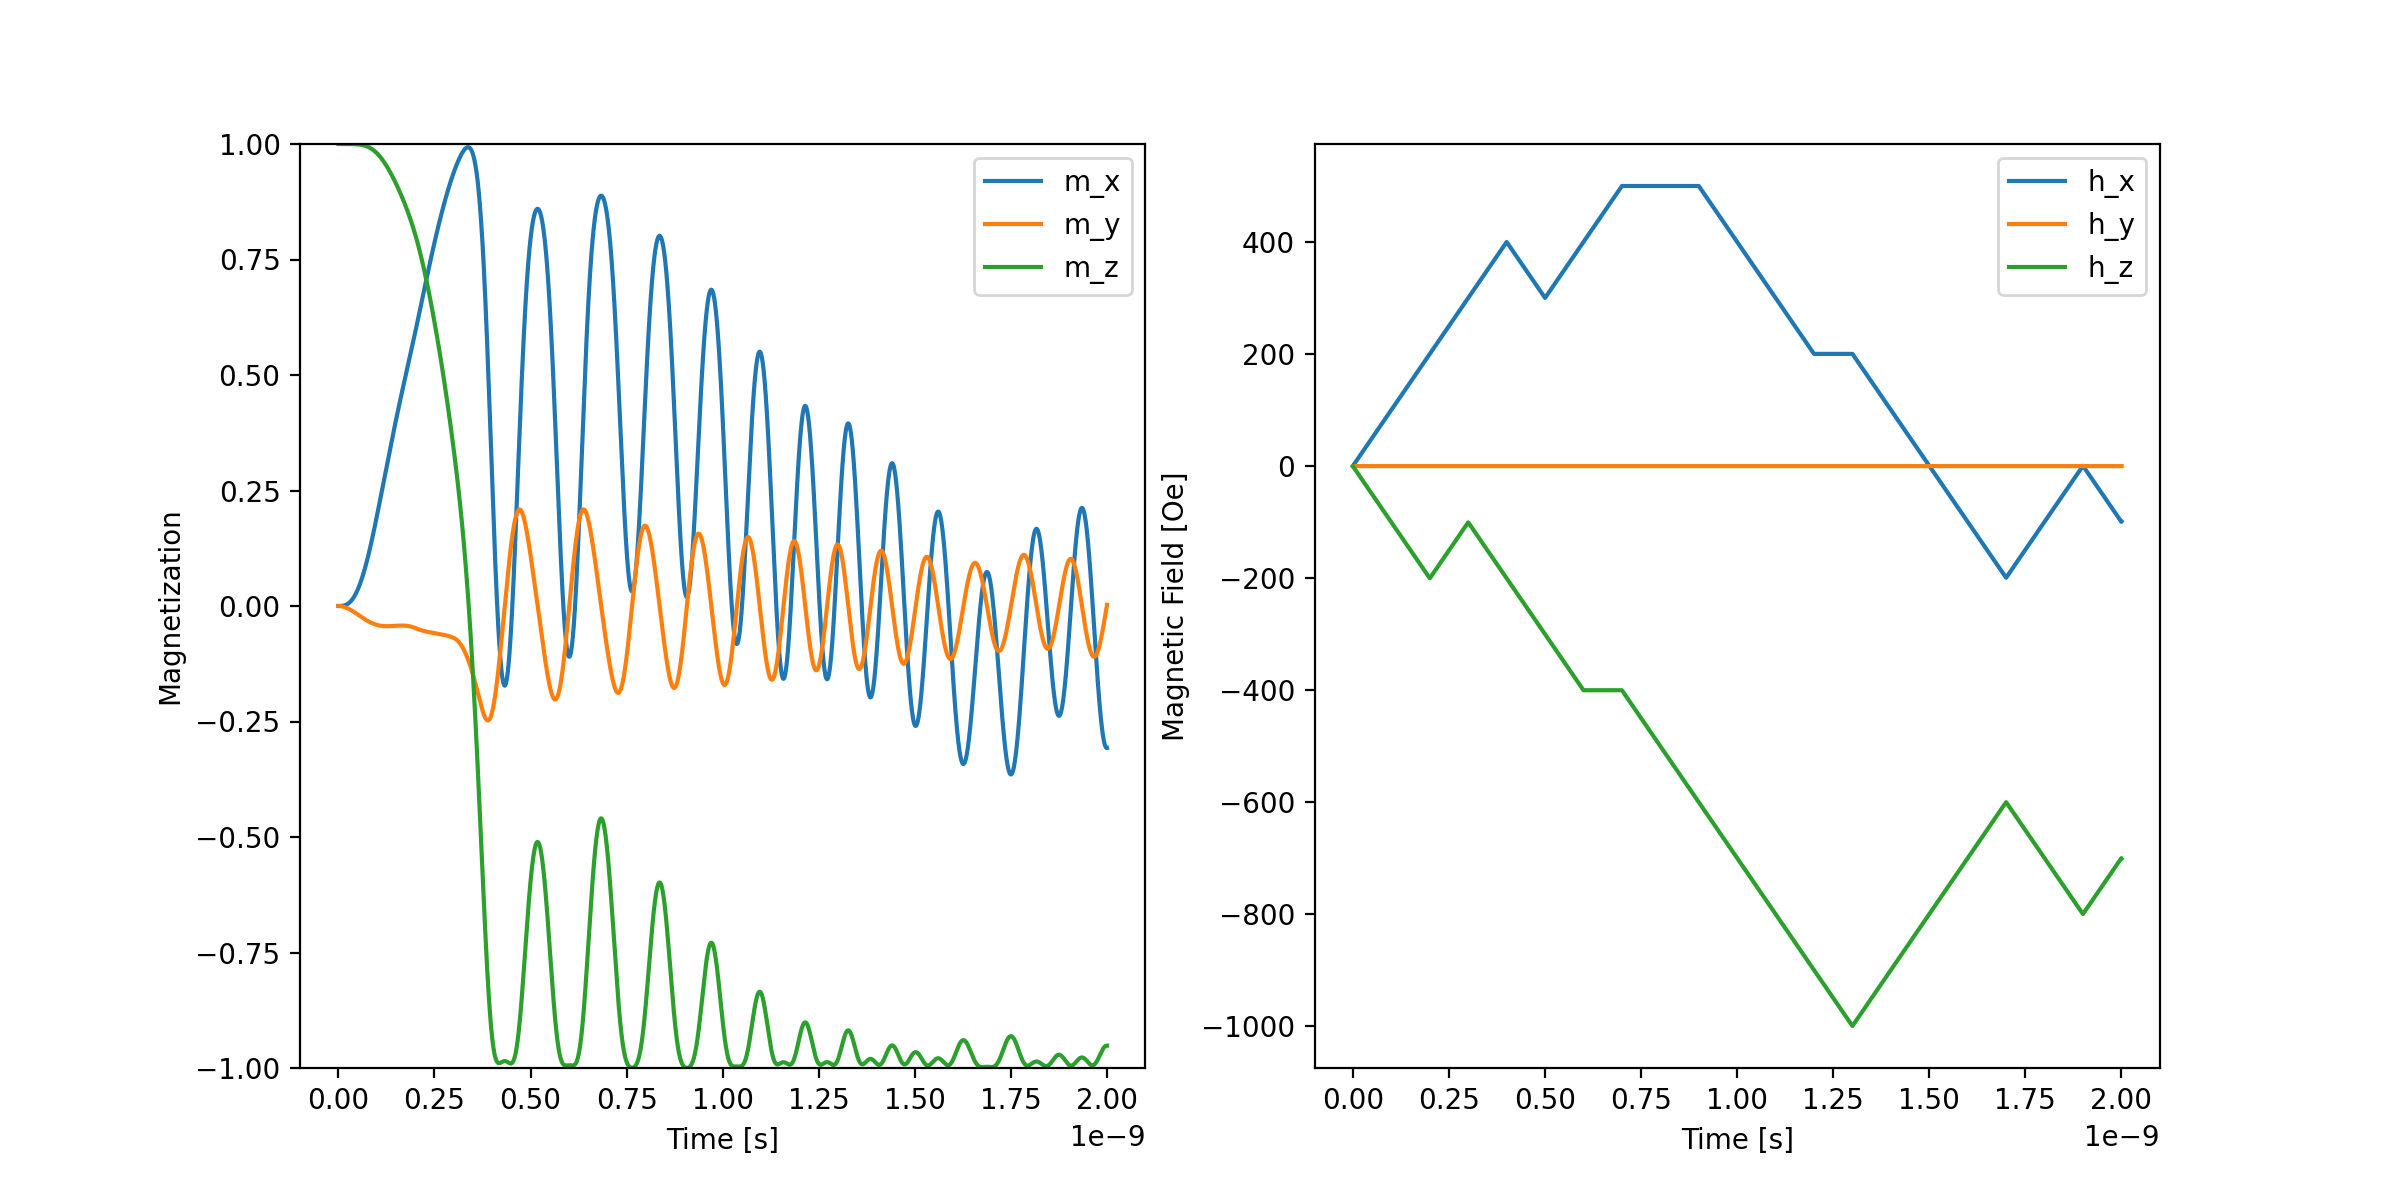 Magnetization
1.00
0.75
0.50
0.25
0.00
−0.25
−0.50
−0.75
−1.00
m_x
m_y
m_z
0.00 0.25 0.50 0.75 1.00 1.25 1.50 1.75 2.00
Time [s]
1e−9
Magnetic Field [Oe]
400
200
0
−200
−400
−600
−800
−1000
h_x
h_y
h_z
0.00 0.25 0.50 0.75 1.00 1.25 1.50 1.75 2.00
Time [s]
1e−9